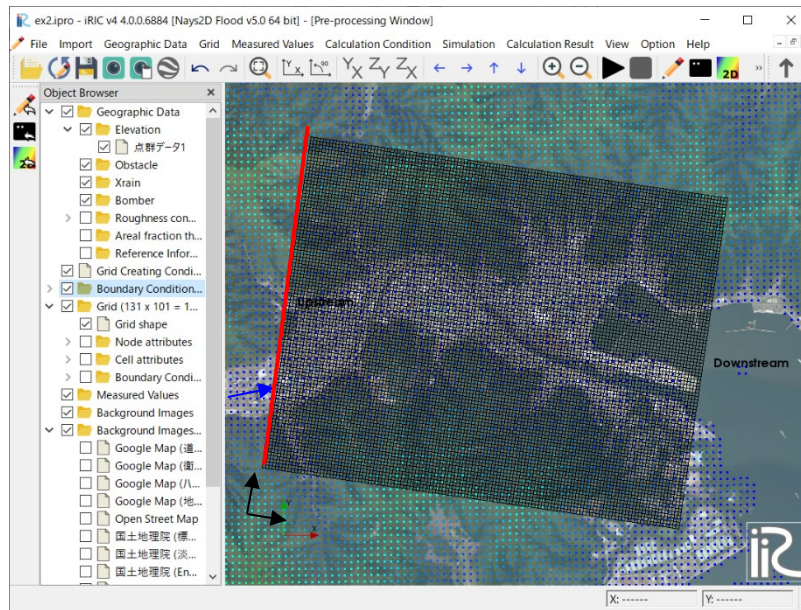 ex2.ipro - iRIC v4 4.0.0.6884 [Nays2D Flood v5.0 64 bit] - [Pre-processing Window]
File Import Geographic Data Grid Measured Values Calculation Condition Simulation Calculation Result View Option Help
Object Browser
Geographic Data
Elevation
点群データ1
Obstacle
Xrain
Bomber
Roughness con...
Areal fraction th...
Reference Infor...
Grid Creating Condi...
Boundary Condition...
Grid (131 x 101 = 1...
Grid shape
Node attributes
Cell attributes
Boundary Condi...
Measured Values
Background Images
Background Images...
Google Map (道...
Google Map (衛...
Google Map (ハ...
Google Map (地...
Open Street Map
国土地理院 (標...
国土地理院 (淡...
国土地理院 (En...
Upstream
Downstream
Y
X
iRIC
X: ------
Y: ------